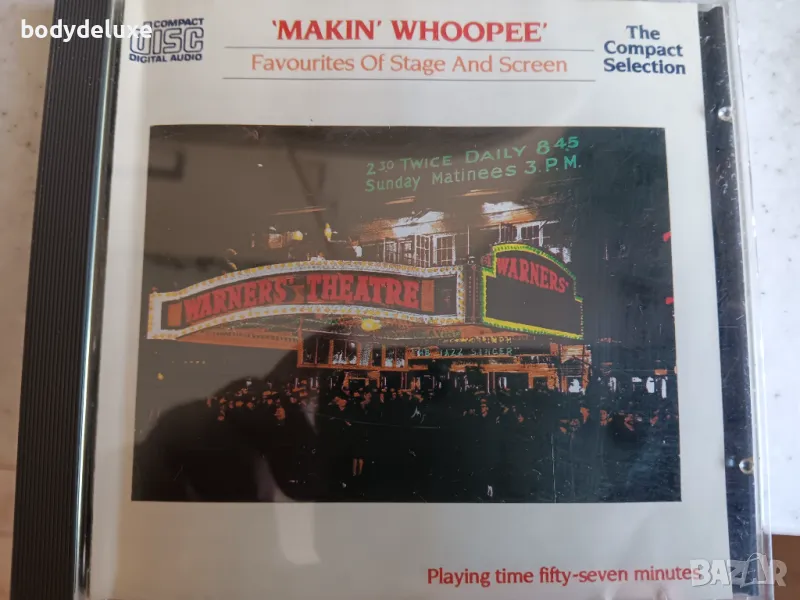 bodydeluxe
COMPACT
DISC
DIGITAL AUDIO
'MAKIN' WHOOPEE'
Favourites Of Stage And Screen
The
Compact
Selection
2 30 TWICE DAILY 8 45
Sunday Matinees 3 P.M.
WARNERS' THEATRE
WARNERS'
THE JAZZ SINGER
Playing time fifty-seven minutes
BAZAR